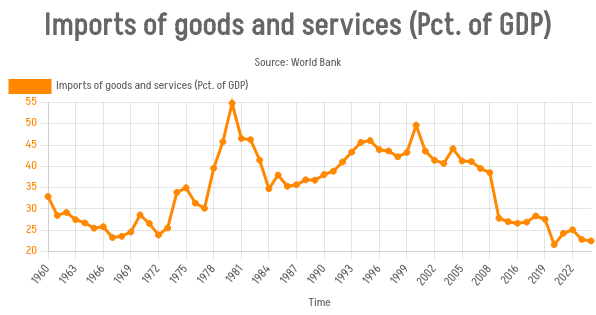 Imports of goods and services (Pct. of GDP)
Source: World Bank
Imports of goods and services (Pct. of GDP)
55
50
45
40
35
30
25
20
1960 1963 1966 1969 1972 1975 1978 1981 1984 1987 1990 1993 1996 1999 2002 2005 2008 2016 2019 2022
Time